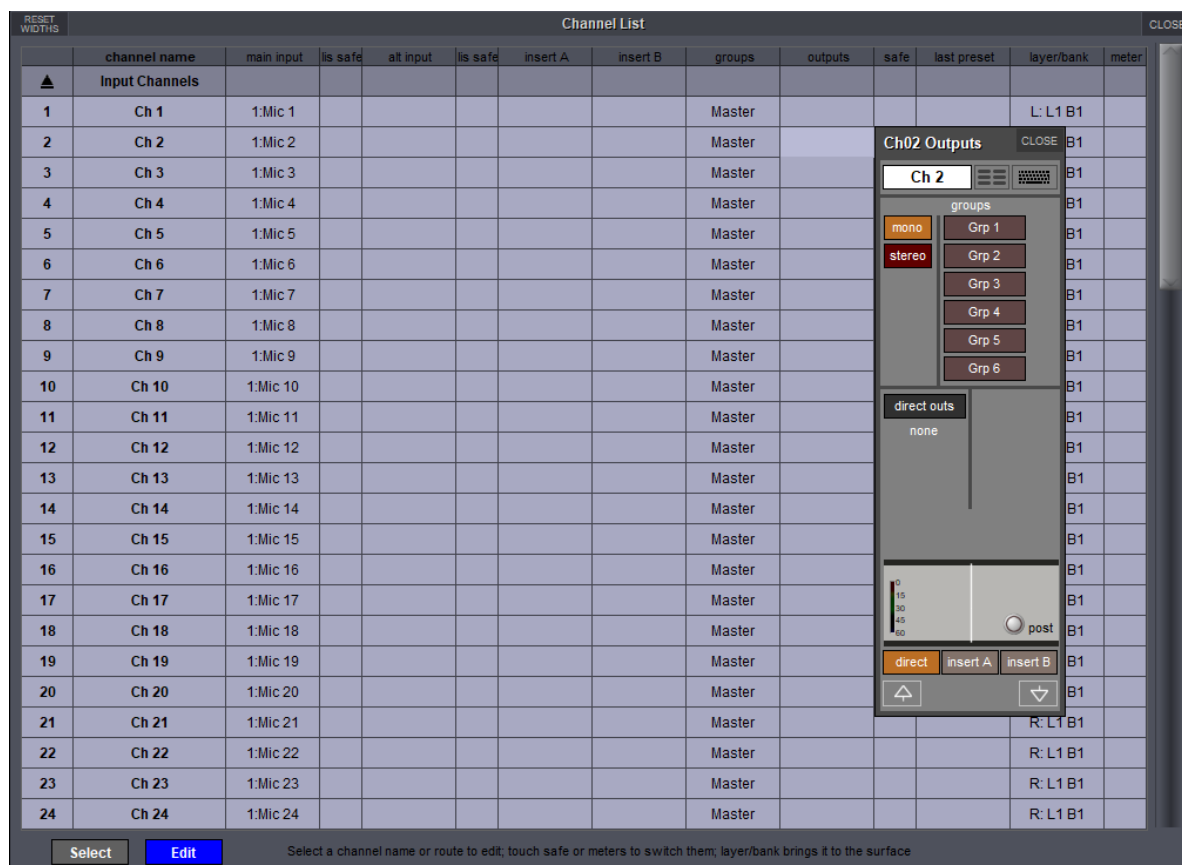 RESET WIDTHS Channel List CLOSE
channel name main input lis safe alt input lis safe insert A insert B groups outputs safe last preset layer/bank meter
Input Channels
1 Ch 1 1:Mic 1 Master L: L1 B1
2 Ch 2 1:Mic 2 Master B1
3 Ch 3 1:Mic 3 Master B1
4 Ch 4 1:Mic 4 Master B1
5 Ch 5 1:Mic 5 Master B1
6 Ch 6 1:Mic 6 Master B1
7 Ch 7 1:Mic 7 Master B1
8 Ch 8 1:Mic 8 Master B1
9 Ch 9 1:Mic 9 Master B1
10 Ch 10 1:Mic 10 Master B1
11 Ch 11 1:Mic 11 Master B1
12 Ch 12 1:Mic 12 Master B1
13 Ch 13 1:Mic 13 Master B1
14 Ch 14 1:Mic 14 Master B1
15 Ch 15 1:Mic 15 Master B1
16 Ch 16 1:Mic 16 Master B1
17 Ch 17 1:Mic 17 Master B1
18 Ch 18 1:Mic 18 Master B1
19 Ch 19 1:Mic 19 Master B1
20 Ch 20 1:Mic 20 Master B1
21 Ch 21 1:Mic 21 Master R: L1 B1
22 Ch 22 1:Mic 22 Master R: L1 B1
23 Ch 23 1:Mic 23 Master R: L1 B1
24 Ch 24 1:Mic 24 Master R: L1 B1
Ch02 Outputs CLOSE
Ch 2
groups
mono Grp 1
stereo Grp 2
Grp 3
Grp 4
Grp 5
Grp 6
direct outs
none
0
15
30
45
60
post
direct insert A insert B
Select Edit Select a channel name or route to edit; touch safe or meters to switch them; layer/bank brings it to the surface